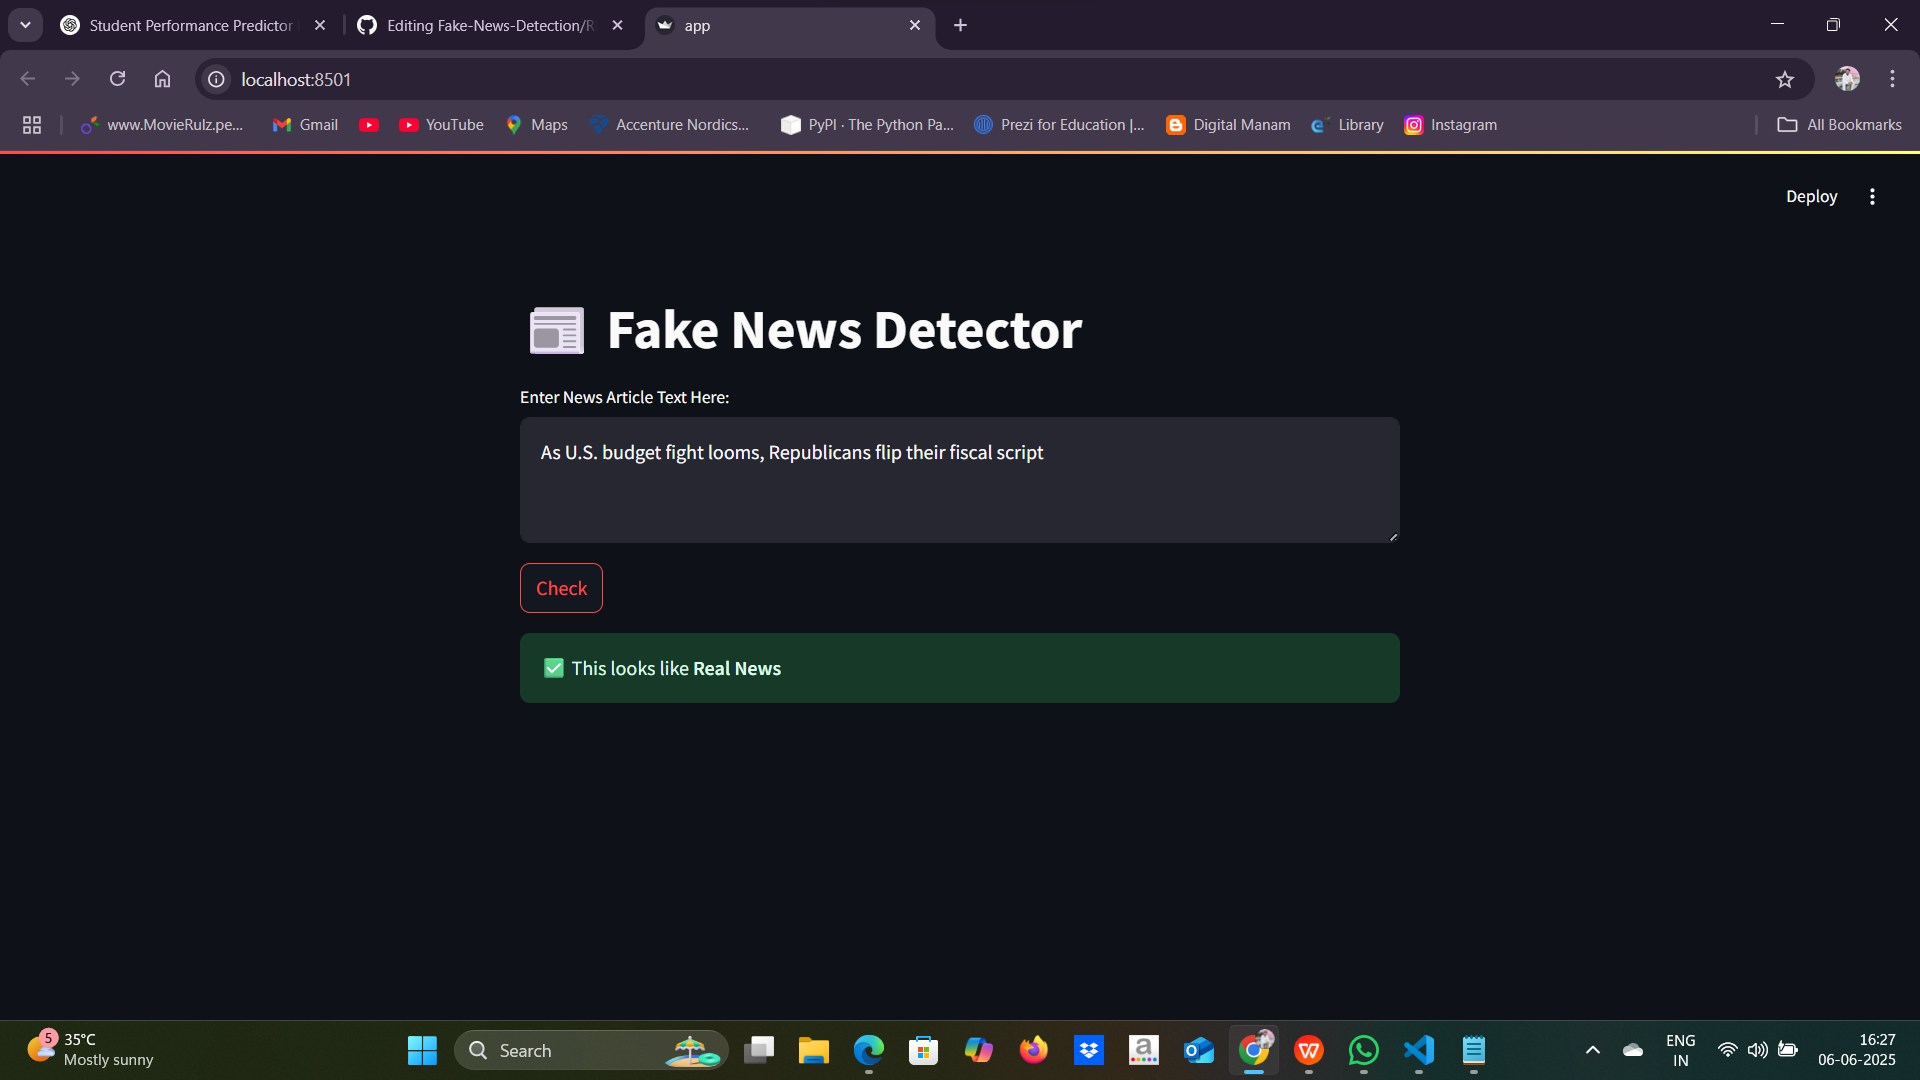 Student Performance Predictor
Editing Fake-News-Detection/R
app
localhost:8501
www.MovieRulz.pe...
Gmail
YouTube
Maps
Accenture Nordics...
PyPI · The Python Pa...
Prezi for Education |...
Digital Manam
Library
Instagram
All Bookmarks
Deploy
Fake News Detector
Enter News Article Text Here:
As U.S. budget fight looms, Republicans flip their fiscal script
Check
This looks like Real News
5
35°C
Mostly sunny
Search
ENG
IN
16:27
06-06-2025